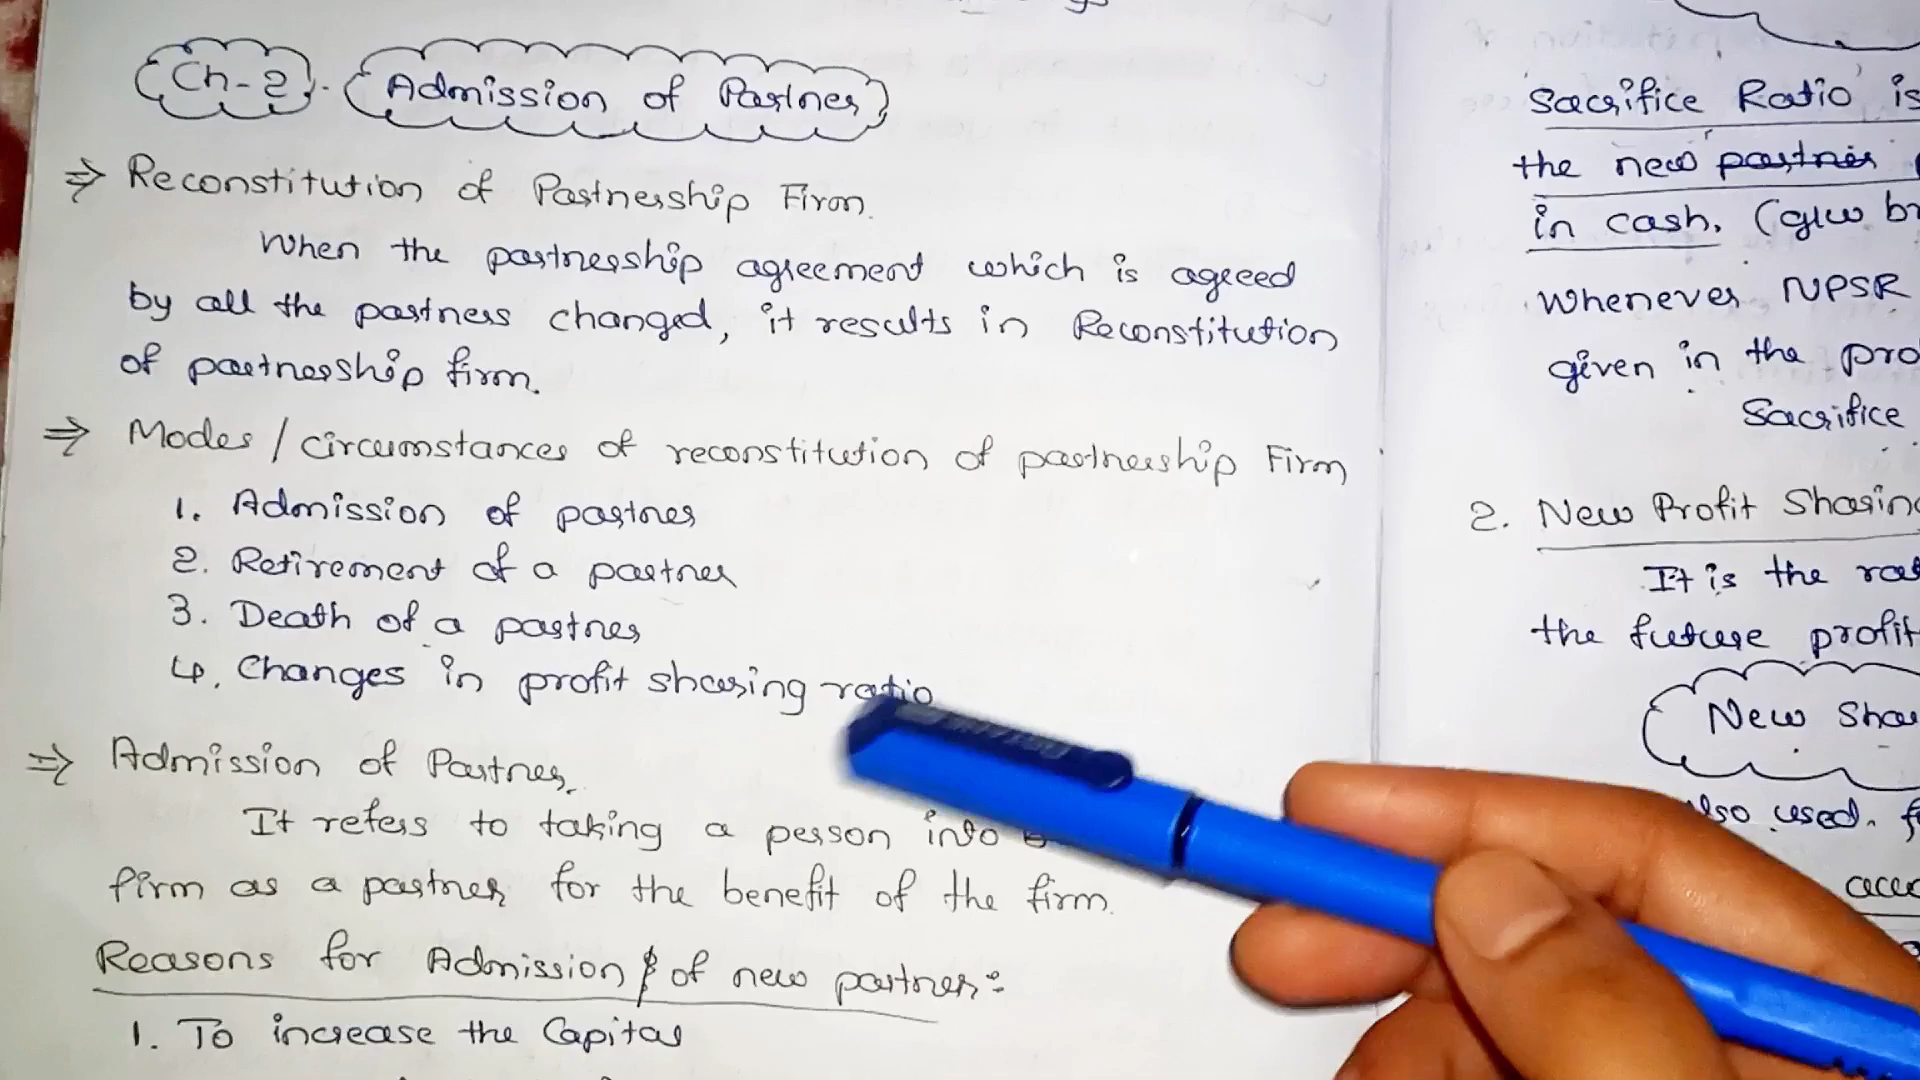 Ch-2. Admission of Partner
⇒ Reconstitution of Partnership Firm.
When the partnership agreement which is agreed
by all the partners changed, it results in Reconstitution
of partnership firm.
⇒ Modes / circumstances of reconstitution of partnership Firm
1. Admission of partner
2. Retirement of a partner
3. Death of a partner
4. Changes in profit sharing ratio
⇒ Admission of Partner.
It refers to taking a person into
firm as a partner for the benefit of the firm.
Reasons for Admission of new partner:
1. To increase the Capital
Sacrifice Ratio is
the new partner
in cash. (g/w
Whenever NPSR
given in the
Sacrifice
2. New Profit Sharing
It is the
the future profit
New
also used.